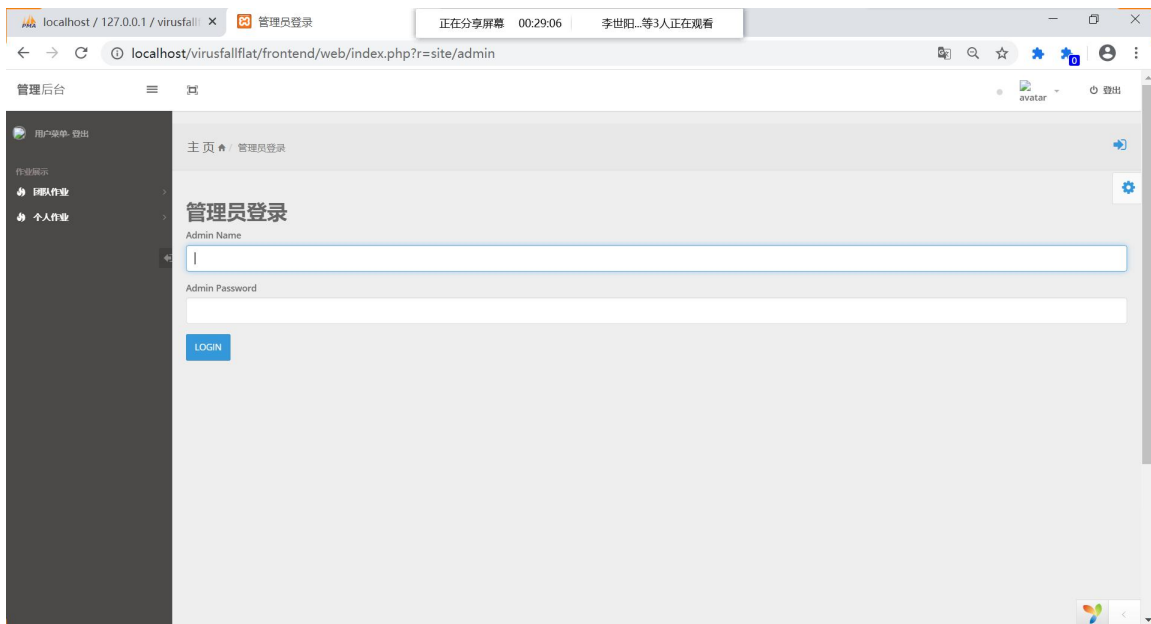 localhost / 127.0.0.1 / virusfall
管理员登录
正在分享屏幕 00:29:06 李世阳...等3人正在观看
localhost/virusfallflat/frontend/web/index.php?r=site/admin
0
管理后台
avatar
登出
用户菜单- 登出
主 页 / 管理员登录
作业展示
团队作业
个人作业
管理员登录
Admin Name
Admin Password
LOGIN